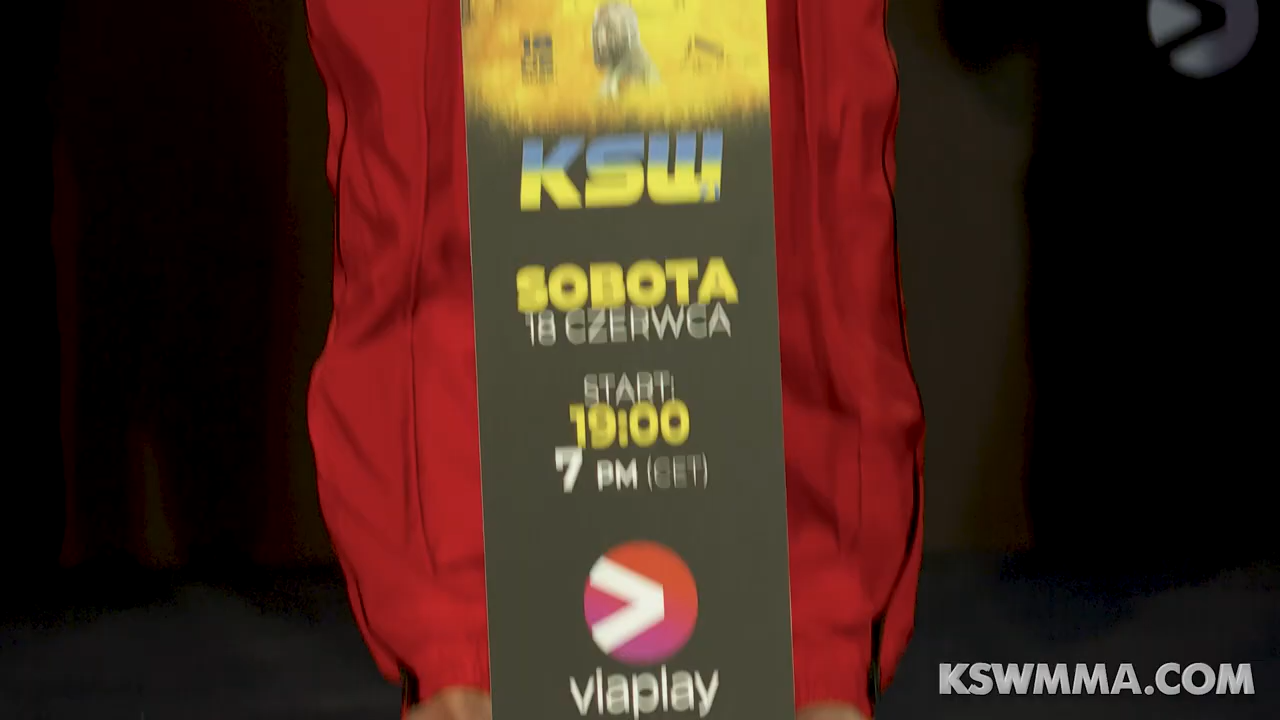 KSW
SOBOTA
18 CZERWCA
START:
19:00
7 PM (CET)
viaplay
KSWMMA.COM